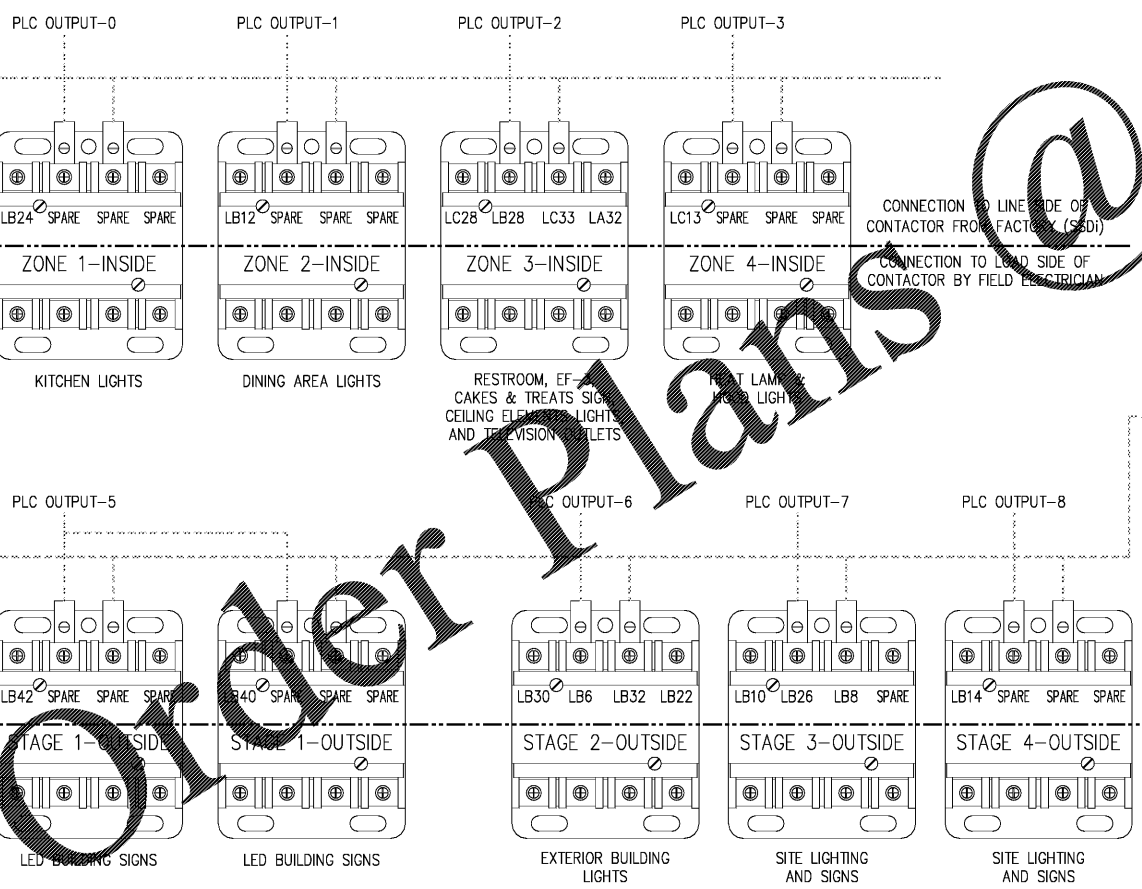 PLC OUTPUT-0 PLC OUTPUT-1 PLC OUTPUT-2 PLC OUTPUT-3
LB24 SPARE SPARE SPARE
LB12 SPARE SPARE SPARE
LC28 LB28 LC33 LA32
LC13 SPARE SPARE SPARE
CONNECTION TO LINE SIDE OF
CONTACTOR FROM FACTORY (SSDi)
ZONE 1-INSIDE ZONE 2-INSIDE ZONE 3-INSIDE ZONE 4-INSIDE
CONNECTION TO LOAD SIDE OF
CONTACTOR BY FIELD ELECTRICIAN
KITCHEN LIGHTS
DINING AREA LIGHTS
RESTROOM,
CAKES & TREATS SIGN,
CEILING ELEMENTS LIGHTS,
AND TELEVISION OUTLETS
HEAT LAMP &
HOOD LIGHTS
PLC OUTPUT-5 PLC OUTPUT-6 PLC OUTPUT-7 PLC OUTPUT-8
LB42 SPARE SPARE SPARE
LB40 SPARE SPARE SPARE
LB30 LB6 LB32 LB22
LB10 LB26 LB8 SPARE
LB14 SPARE SPARE SPARE
STAGE 1-OUTSIDE STAGE 1-OUTSIDE STAGE 2-OUTSIDE STAGE 3-OUTSIDE STAGE 4-OUTSIDE
LED BUILDING SIGNS
LED BUILDING SIGNS
EXTERIOR BUILDING
LIGHTS
SITE LIGHTING
AND SIGNS
SITE LIGHTING
AND SIGNS
Order Plans @